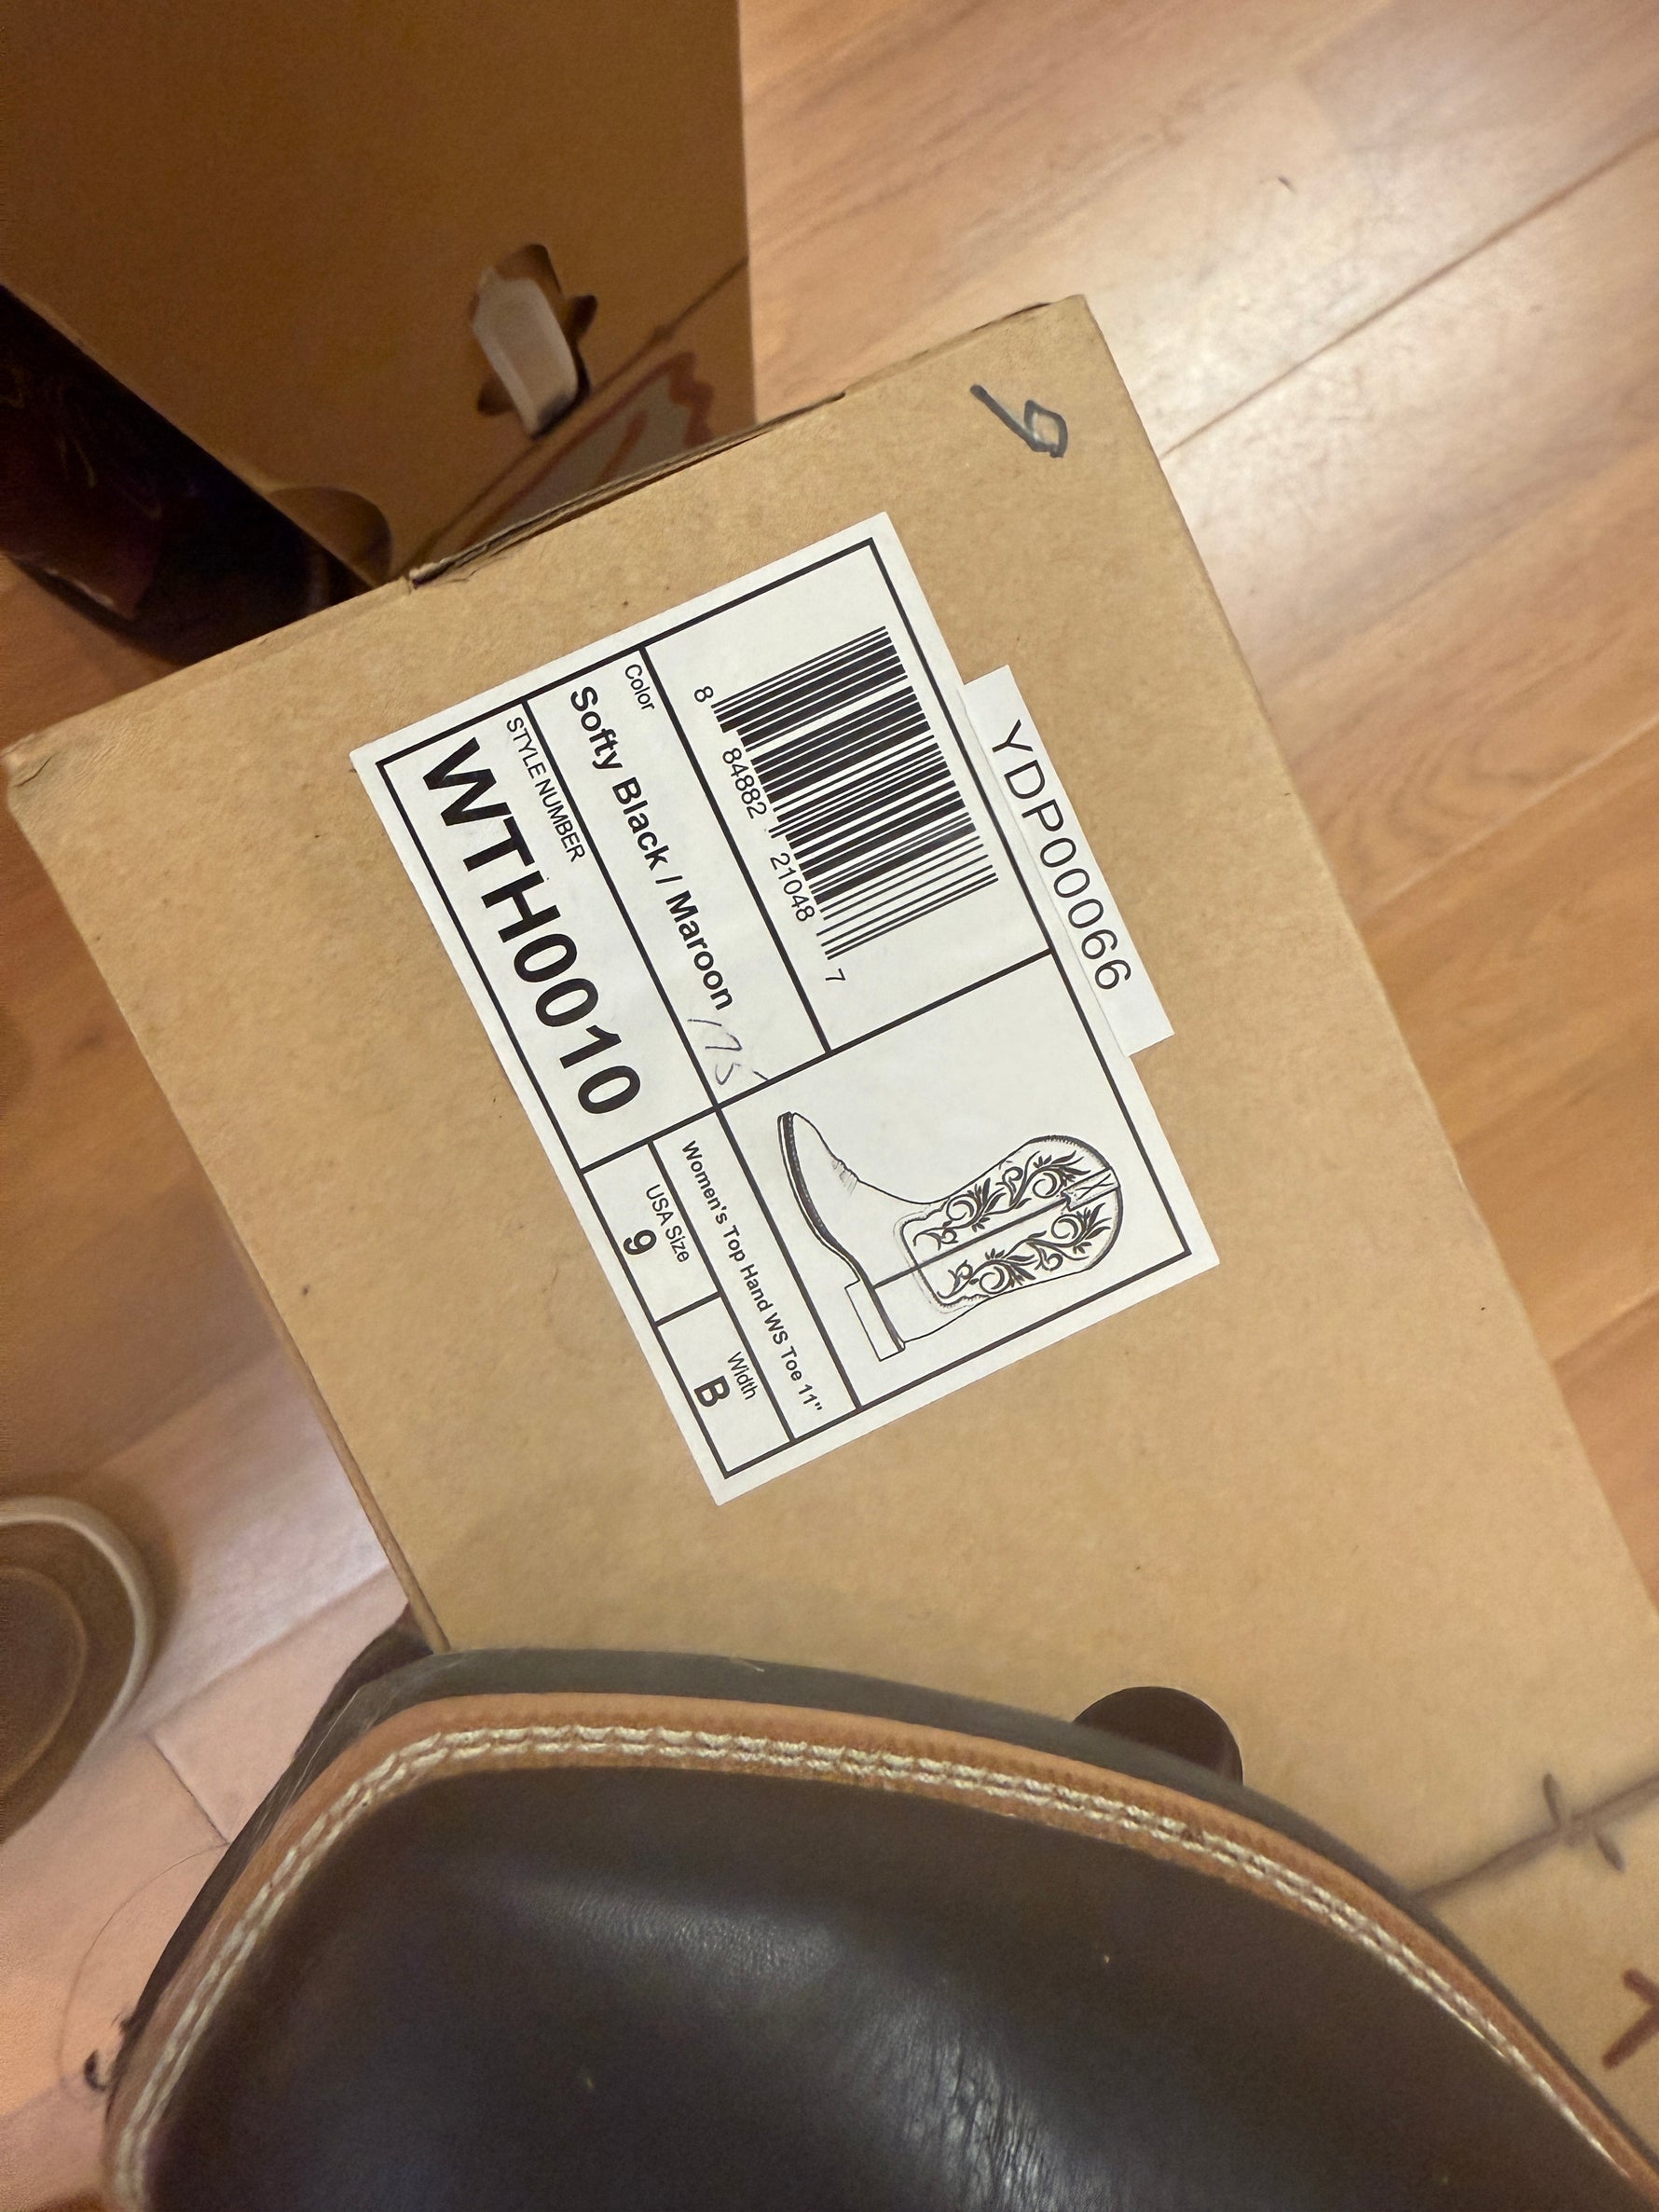 YDP00066
8 84882 21048 7
Color
Softy Black / Maroon
175
STYLE NUMBER
WTH0010
Women's Top Hand WS Toe 11"
USA Size
9
Width
B